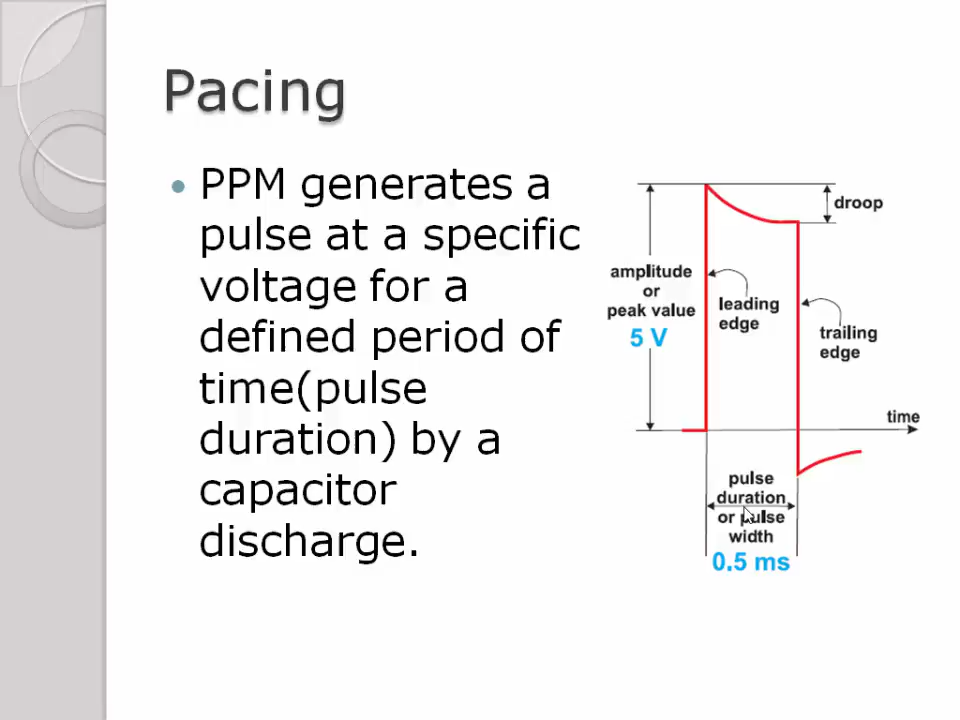 Pacing
• PPM generates a
pulse at a specific
voltage for a
defined period of
time(pulse
duration) by a
capacitor
discharge.
droop
amplitude
or
peak value
5 V
leading
edge
trailing
edge
time
pulse
duration
or pulse
width
0.5 ms